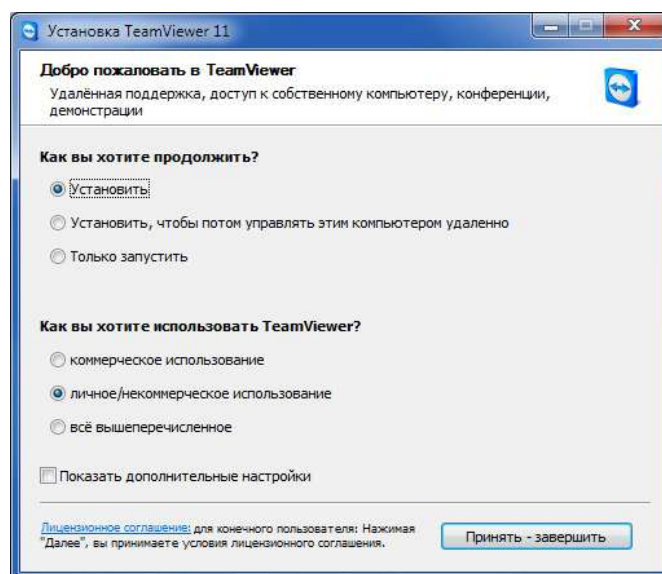 Установка TeamViewer 11
Добро пожаловать в TeamViewer
Удалённая поддержка, доступ к собственному компьютеру, конференции,
демонстрации
Как вы хотите продолжить?
Установить
Установить, чтобы потом управлять этим компьютером удаленно
Только запустить
Как вы хотите использовать TeamViewer?
коммерческое использование
личное/некоммерческое использование
всё вышеперечисленное
Показать дополнительные настройки
Лицензионное соглашение: для конечного пользователя: Нажимая
"Далее", вы принимаете условия лицензионного соглашения.
Принять - завершить